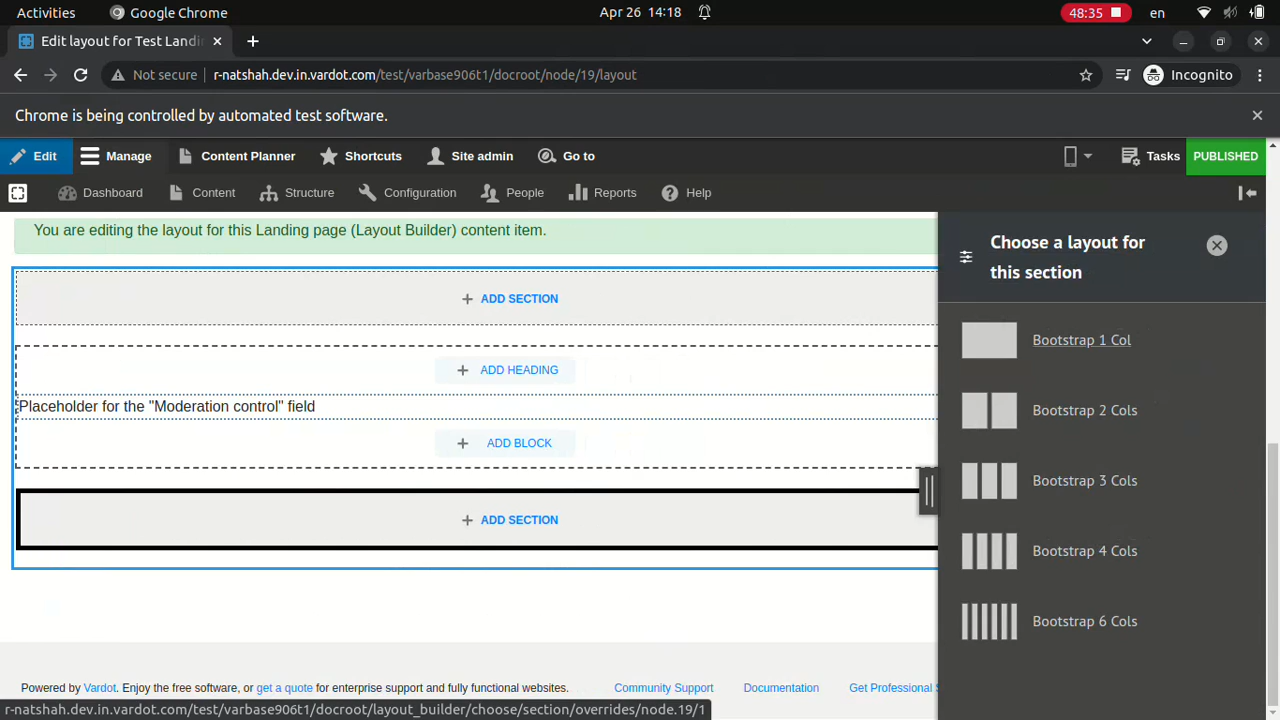 Activities
Google Chrome
Apr 26 14:18
48:35
en
Edit layout for Test Landi
Not secure
r-natshah.dev.in.vardot.com/test/varbase906t1/docroot/node/19/layout
Incognito
Chrome is being controlled by automated test software.
Edit
Manage
Content Planner
Shortcuts
Site admin
Go to
Tasks
PUBLISHED
Dashboard
Content
Structure
Configuration
People
Reports
Help
You are editing the layout for this Landing page (Layout Builder) content item.
ADD SECTION
ADD HEADING
Placeholder for the "Moderation control" field
ADD BLOCK
ADD SECTION
Choose a layout for
this section
Bootstrap 1 Col
Bootstrap 2 Cols
Bootstrap 3 Cols
Bootstrap 4 Cols
Bootstrap 6 Cols
Powered by Vardot. Enjoy the free software, or get a quote for enterprise support and fully functional websites.
Community Support
Documentation
Get Professional
r-natshah.dev.in.vardot.com/test/varbase906t1/docroot/layout_builder/choose/section/overrides/node.19/1